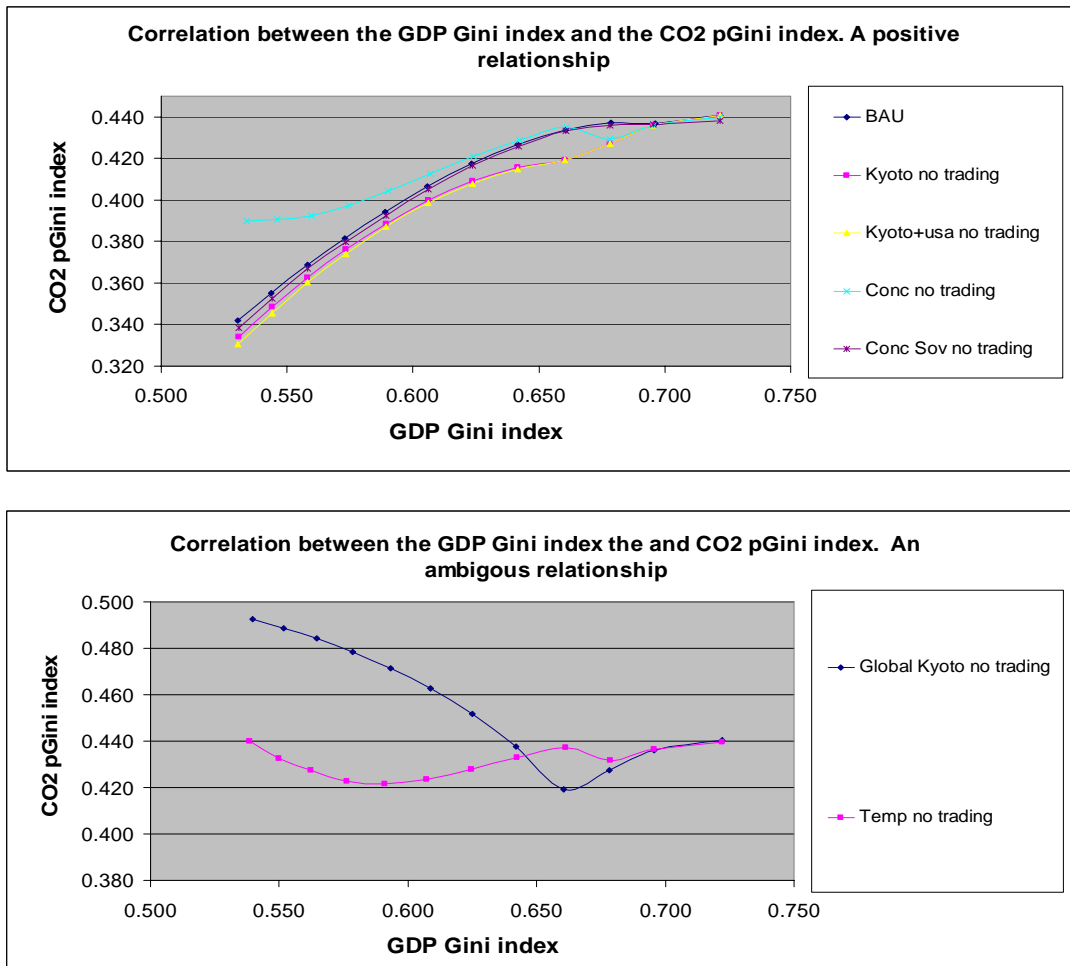 Correlation between the GDP Gini index and the CO2 pGini index. A positive
relationship
CO2 pGini index
0.440
0.420
0.400
0.380
0.360
0.340
0.320
0.500
0.550
0.600
0.650
0.700
0.750
GDP Gini index
BAU
Kyoto no trading
Kyoto+usa no trading
Conc no trading
Conc Sov no trading
Correlation between the GDP Gini index the and CO2 pGini index.  An
ambigous relationship
CO2 pGini index
0.500
0.480
0.460
0.440
0.420
0.400
0.380
0.500
0.550
0.600
0.650
0.700
0.750
GDP Gini index
Global Kyoto no trading
Temp no trading